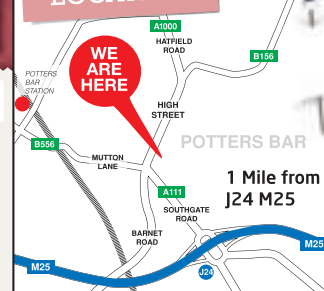 A1000
HATFIELD
ROAD
B156
WE
ARE
HERE
POTTERS
BAR
STATION
HIGH
STREET
B556
POTTERS BAR
MUTTON
LANE
1 Mile from
J24 M25
A111
SOUTHGATE
ROAD
BARNET
ROAD
M25
M25
J24